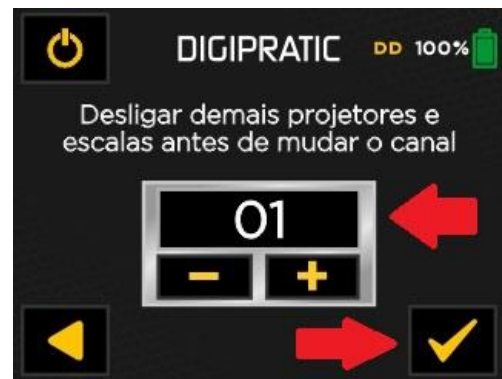 DIGIPRATIC DD 100%
Desligar demais projetores e
escalas antes de mudar o canal
01
- +